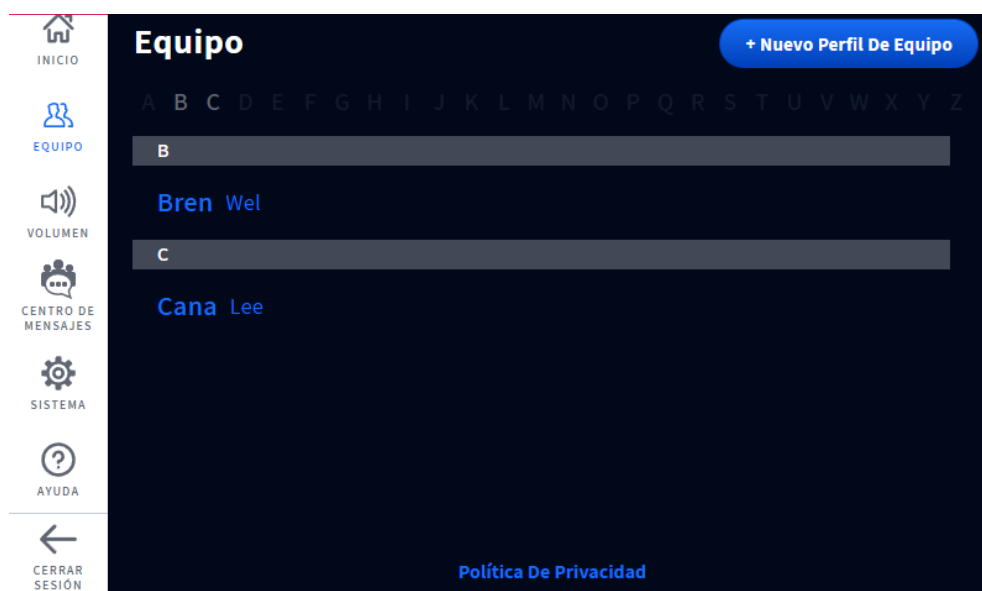 INICIO
EQUIPO
VOLUMEN
CENTRO DE
MENSAJES
SISTEMA
AYUDA
CERRAR
SESIÓN
Equipo
+ Nuevo Perfil De Equipo
A B C D E F G H I J K L M N O P Q R S T U V W X Y Z
B
Bren Wel
C
Cana Lee
Política De Privacidad